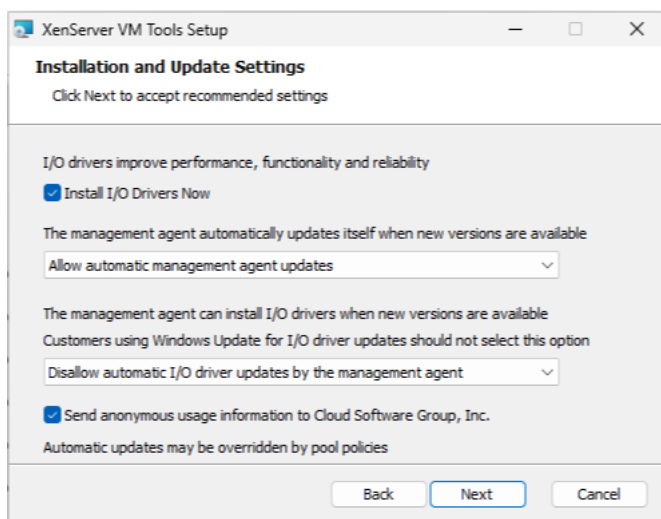 XenServer VM Tools Setup
Installation and Update Settings
Click Next to accept recommended settings
I/O drivers improve performance, functionality and reliability
Install I/O Drivers Now
The management agent automatically updates itself when new versions are available
Allow automatic management agent updates
The management agent can install I/O drivers when new versions are available
Customers using Windows Update for I/O driver updates should not select this option
Disallow automatic I/O driver updates by the management agent
Send anonymous usage information to Cloud Software Group, Inc.
Automatic updates may be overridden by pool policies
Back Next Cancel